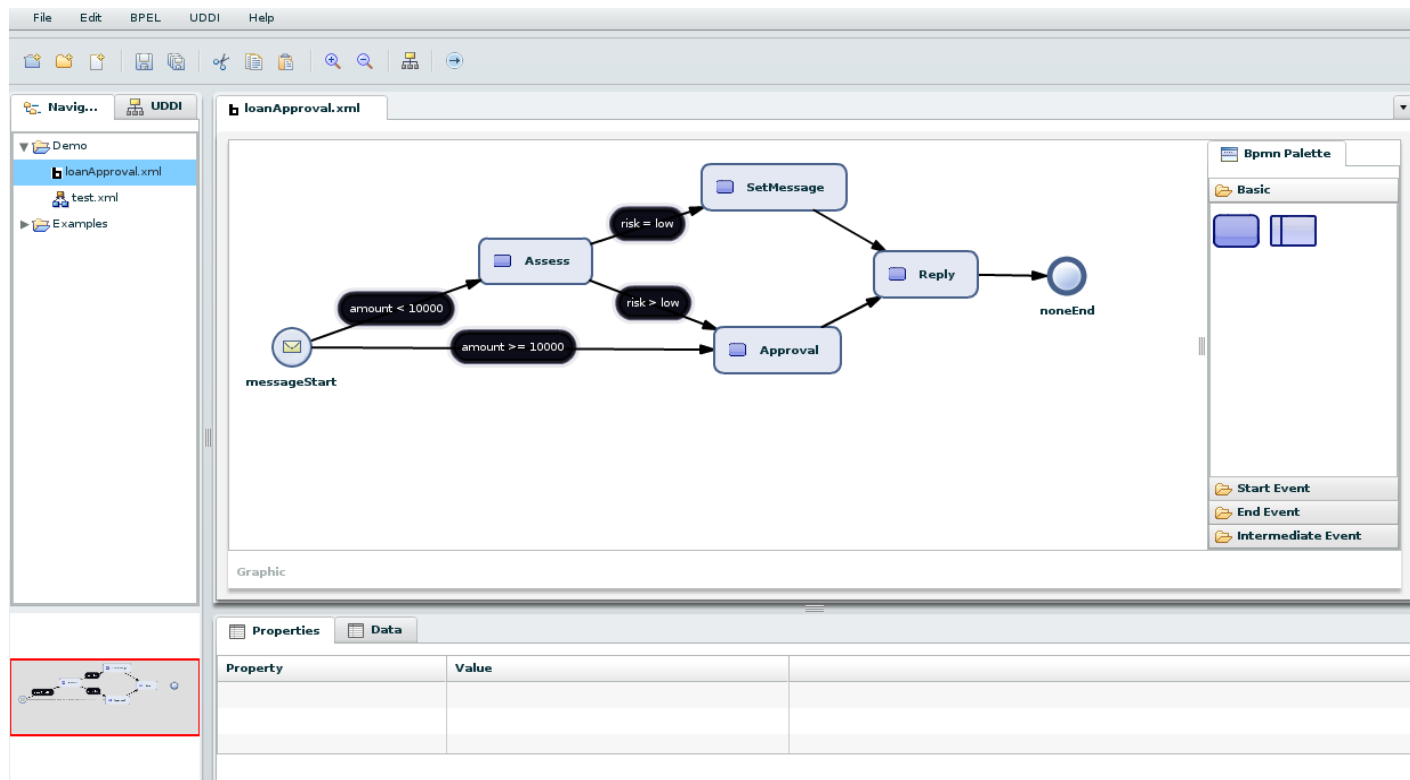 File Edit BPEL UDDI Help
Navig... UDDI
loanApproval.xml
Demo
loanApproval.xml
test.xml
Examples
SetMessage
risk = low
Assess
Reply
risk > low
amount < 10000
noneEnd
amount >= 10000
Approval
messageStart
Graphic
Bpmn Palette
Basic
Start Event
End Event
Intermediate Event
Properties Data
Property Value